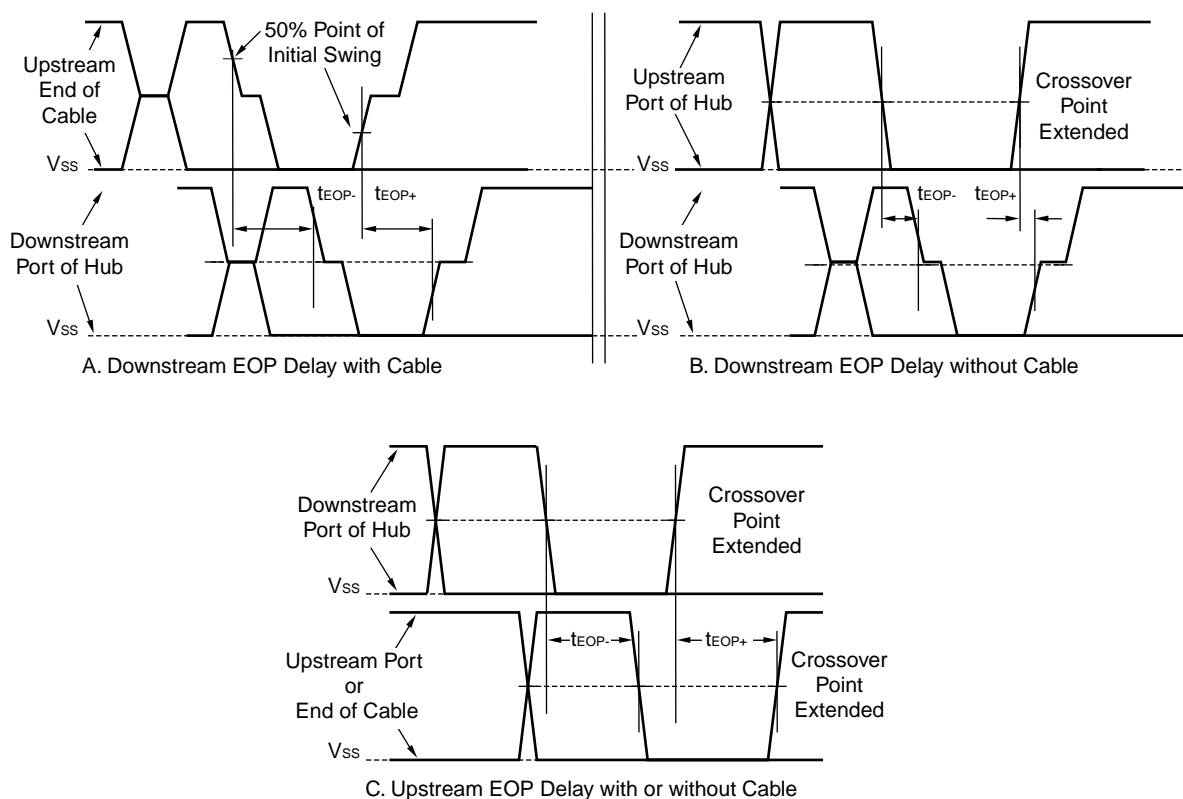 50% Point of
Initial Swing
Upstream
End of
Cable
VSS
tEOP-
tEOP+
Downstream
Port of Hub
VSS
A. Downstream EOP Delay with Cable
Upstream
Port of Hub
Crossover
Point
Extended
VSS
tEOP-
tEOP+
Downstream
Port of Hub
VSS
B. Downstream EOP Delay without Cable
Downstream
Port of Hub
Crossover
Point
Extended
VSS
tEOP-
tEOP+
Upstream Port
or
End of Cable
Crossover
Point
Extended
VSS
C. Upstream EOP Delay with or without Cable